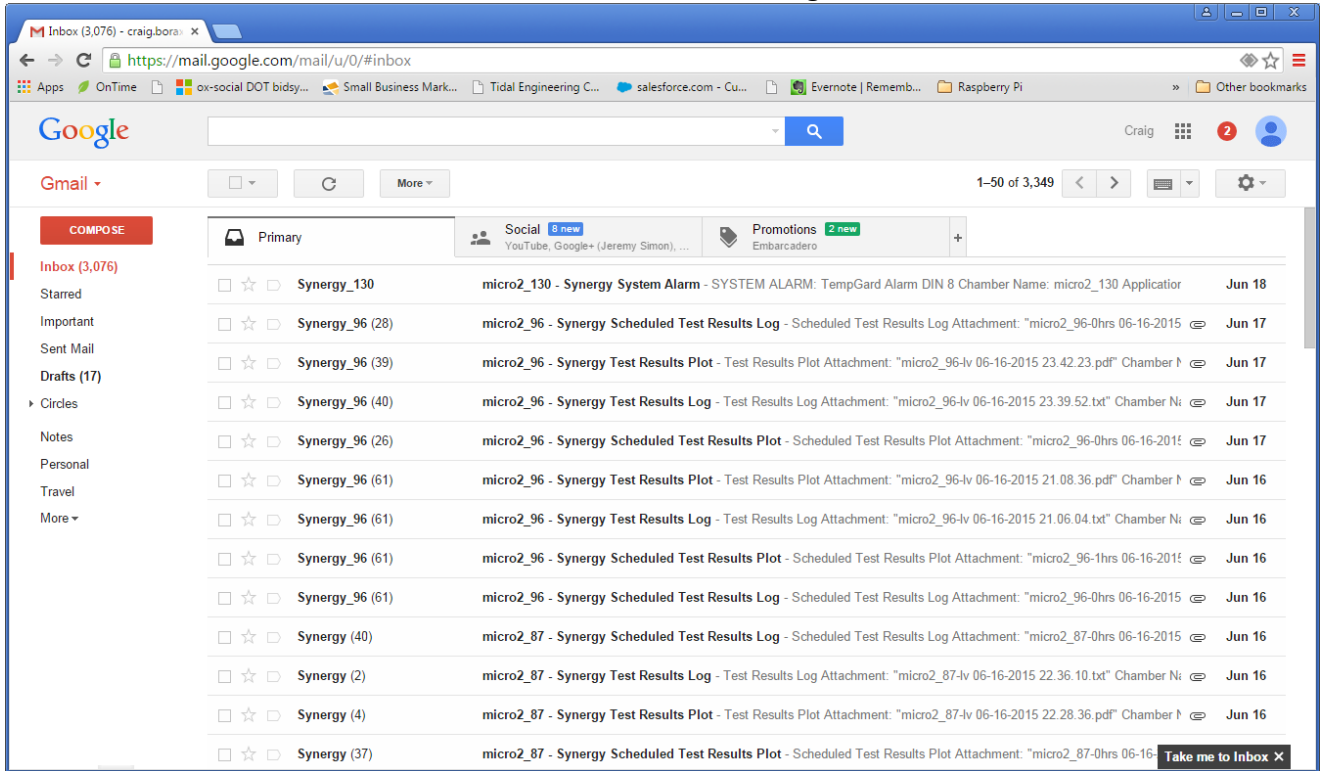 Inbox (3,076) - craig.bora
https://mail.google.com/mail/u/0/#inbox
Apps OnTime ox-social DOT bidsy... Small Business Mark... Tidal Engineering C... salesforce.com - Cu... Evernote | Rememb... Raspberry Pi » Other bookmarks
Google Craig 2
Gmail More 1–50 of 3,349
COMPOSE
Inbox (3,076)
Starred
Important
Sent Mail
Drafts (17)
Circles
Notes
Personal
Travel
More
Primary
Social 8 new
YouTube, Google+ (Jeremy Simon), ...
Promotions 2 new
Embarcadero
+
Synergy_130 micro2_130 - Synergy System Alarm - SYSTEM ALARM: TempGard Alarm DIN 8 Chamber Name: micro2_130 Application Jun 18
Synergy_96 (28) micro2_96 - Synergy Scheduled Test Results Log - Scheduled Test Results Log Attachment: "micro2_96-0hrs 06-16-2015 Jun 17
Synergy_96 (39) micro2_96 - Synergy Test Results Plot - Test Results Plot Attachment: "micro2_96-lv 06-16-2015 23.42.23.pdf" Chamber Jun 17
Synergy_96 (40) micro2_96 - Synergy Test Results Log - Test Results Log Attachment: "micro2_96-lv 06-16-2015 23.39.52.txt" Chamber Jun 17
Synergy_96 (26) micro2_96 - Synergy Scheduled Test Results Plot - Scheduled Test Results Plot Attachment: "micro2_96-0hrs 06-16-2015 Jun 17
Synergy_96 (61) micro2_96 - Synergy Test Results Plot - Test Results Plot Attachment: "micro2_96-lv 06-16-2015 21.08.36.pdf" Chamber Jun 16
Synergy_96 (61) micro2_96 - Synergy Test Results Log - Test Results Log Attachment: "micro2_96-lv 06-16-2015 21.06.04.txt" Chamber Jun 16
Synergy_96 (61) micro2_96 - Synergy Scheduled Test Results Plot - Scheduled Test Results Plot Attachment: "micro2_96-1hrs 06-16-2015 Jun 16
Synergy_96 (61) micro2_96 - Synergy Scheduled Test Results Log - Scheduled Test Results Log Attachment: "micro2_96-0hrs 06-16-2015 Jun 16
Synergy (40) micro2_87 - Synergy Scheduled Test Results Log - Scheduled Test Results Log Attachment: "micro2_87-0hrs 06-16-2015 Jun 16
Synergy (2) micro2_87 - Synergy Test Results Log - Test Results Log Attachment: "micro2_87-lv 06-16-2015 22.36.10.txt" Chamber Jun 16
Synergy (4) micro2_87 - Synergy Test Results Plot - Test Results Plot Attachment: "micro2_87-lv 06-16-2015 22.28.36.pdf" Chamber Jun 16
Synergy (37) micro2_87 - Synergy Scheduled Test Results Plot - Scheduled Test Results Plot Attachment: "micro2_87-0hrs 06-16-
Take me to Inbox ✕